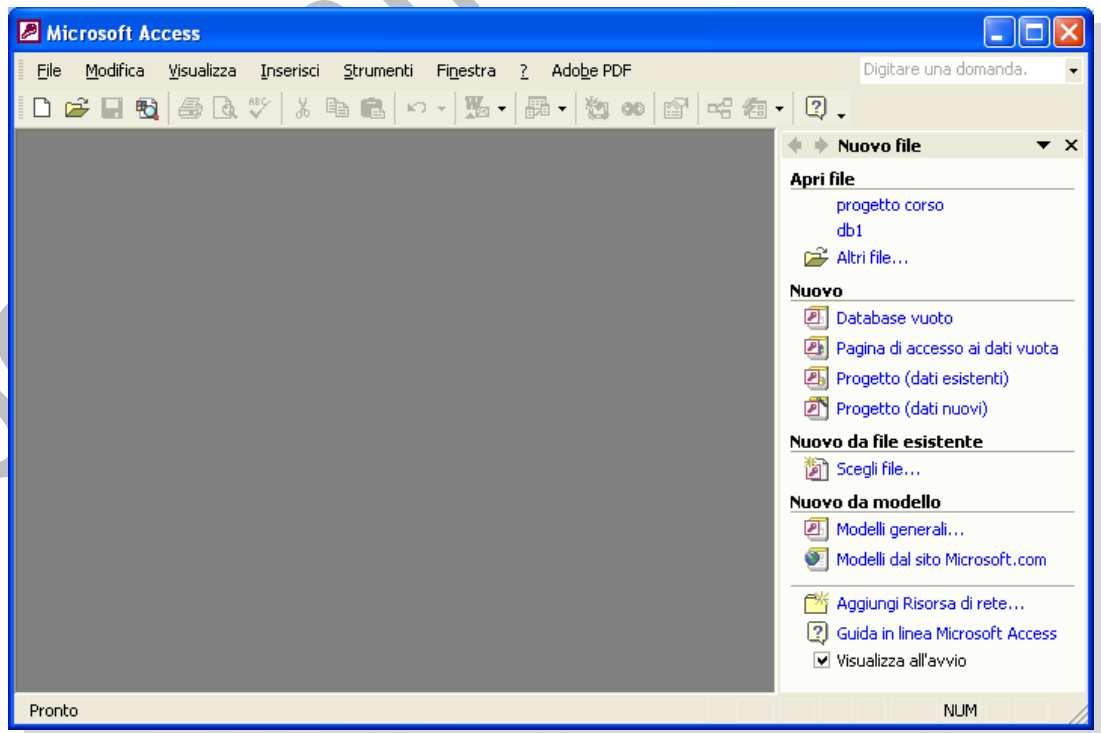 Microsoft Access
File Modifica Visualizza Inserisci Strumenti Finestra ? Adobe PDF Digitare una domanda.
Nuovo file
Apri file
progetto corso
db1
Altri file...
Nuovo
Database vuoto
Pagina di accesso ai dati vuota
Progetto (dati esistenti)
Progetto (dati nuovi)
Nuovo da file esistente
Scegli file...
Nuovo da modello
Modelli generali...
Modelli dal sito Microsoft.com
Aggiungi Risorsa di rete...
Guida in linea Microsoft Access
Visualizza all'avvio
Pronto NUM